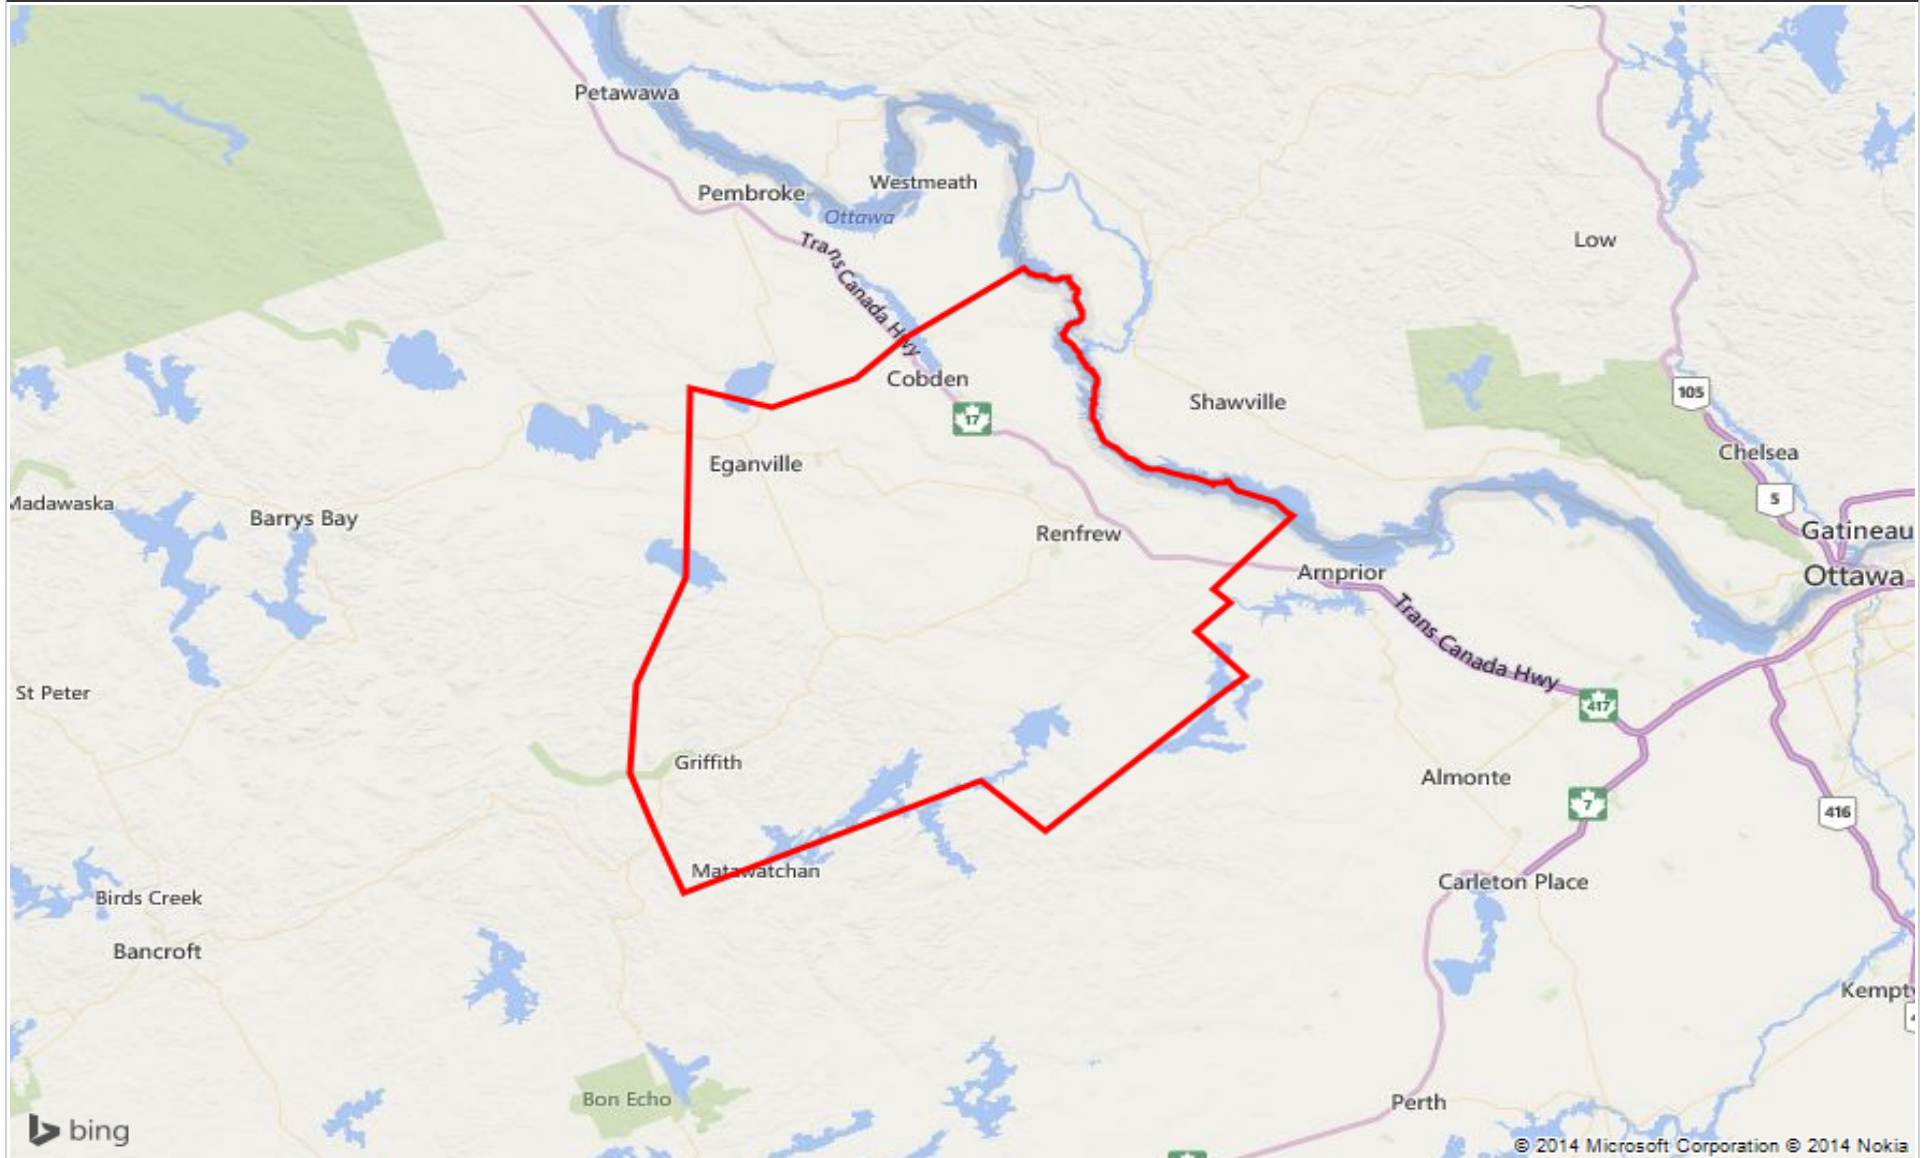 Petawawa
Westmeath
Pembroke
Ottawa
Trans Canada Hwy
Low
Cobden
17
Shawville
105
Chelsea
5
Eganville
Madawaska
Barrys Bay
Renfrew
Gatineau
Arnprior
Ottawa
Trans Canada Hwy
St Peter
417
Griffith
Almonte
7
416
Matawatchan
Carleton Place
Birds Creek
Bancroft
Kempt
Bon Echo
Perth
bing
© 2014 Microsoft Corporation © 2014 Nokia